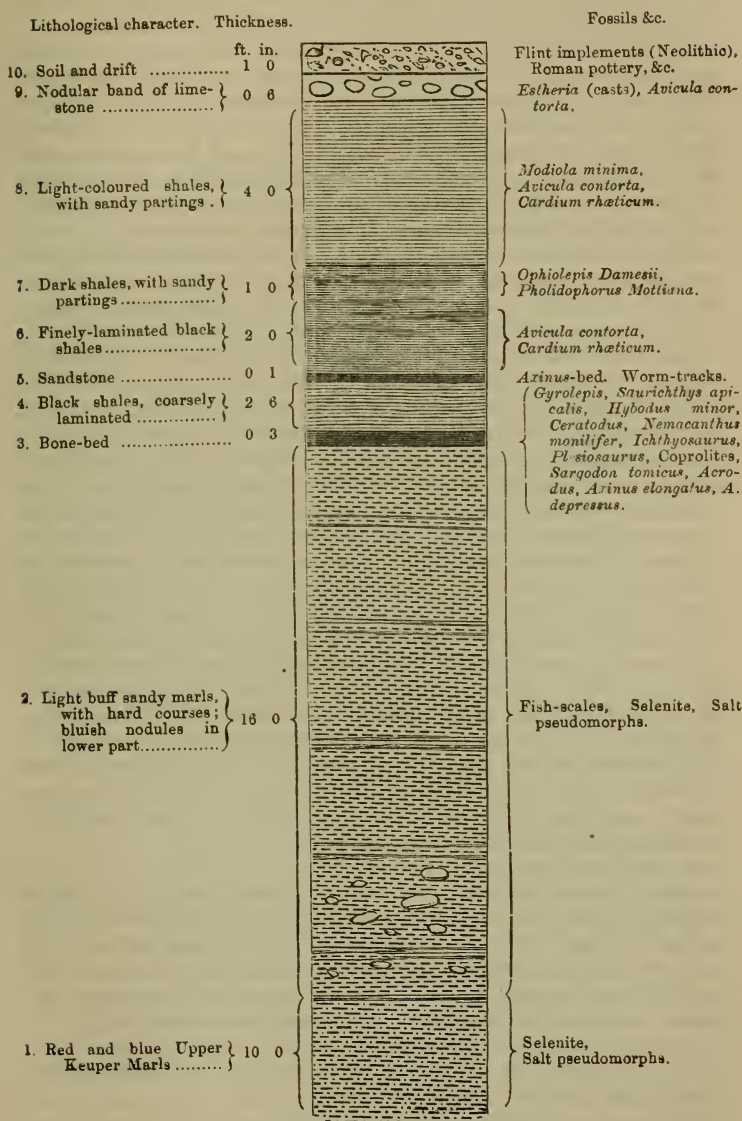 Lithological character. Thickness. Fossils &c.
ft. in.
10. Soil and drift .............. 1 0
Flint implements (Neolithic),
Roman pottery, &c.
9. Nodular band of lime-
stone ..................... 0 6
Estheria (casts), Avicula con-
torta.
8. Light-coloured shales,
with sandy partings . 4 0
Modiola minima,
Avicula contorta,
Cardium rhæticum.
7. Dark shales, with sandy
partings .................. 1 0
Ophiolepis Damesii,
Pholidophorus Mottiana.
6. Finely-laminated black
shales ..................... 2 0
Avicula contorta,
Cardium rhæticum.
5. Sandstone .................. 0 1
Axinus-bed. Worm-tracks.
4. Black shales, coarsely
laminated ............... 2 6
3. Bone-bed .................. 0 3
Gyrolepis, Saurichthys api-
calis, Hybodus minor,
Ceratodus, Nemacanthus
monilifer, Ichthyosaurus,
Plesiosaurus, Coprolites,
Sargodon tomicus, Acro-
dus, Axinus elongatus, A.
depressus.
2. Light buff sandy marls,
with hard courses;
bluish nodules in
lower part............... 16 0
Fish-scales, Selenite, Salt
pseudomorphs.
1. Red and blue Upper
Keuper Marls ......... 10 0
Selenite,
Salt pseudomorphs.